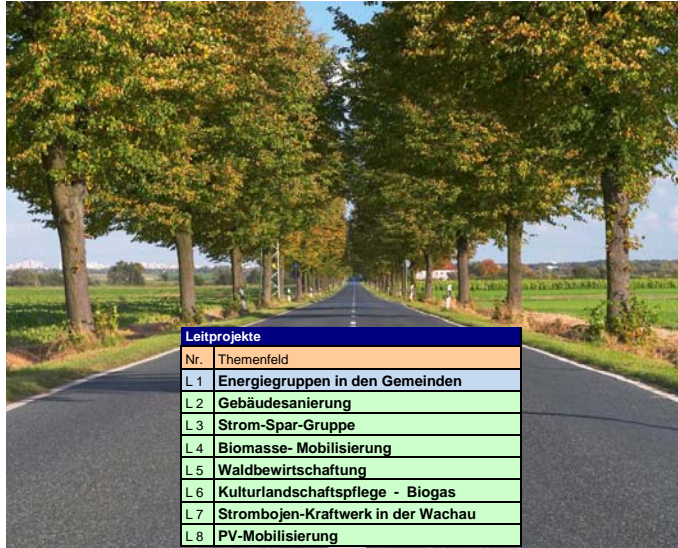 Leitprojekte
Nr. Themenfeld
L 1 Energiegruppen in den Gemeinden
L 2 Gebäudesanierung
L 3 Strom-Spar-Gruppe
L 4 Biomasse- Mobilisierung
L 5 Waldbewirtschaftung
L 6 Kulturlandschaftspflege - Biogas
L 7 Strombojen-Kraftwerk in der Wachau
L 8 PV-Mobilisierung